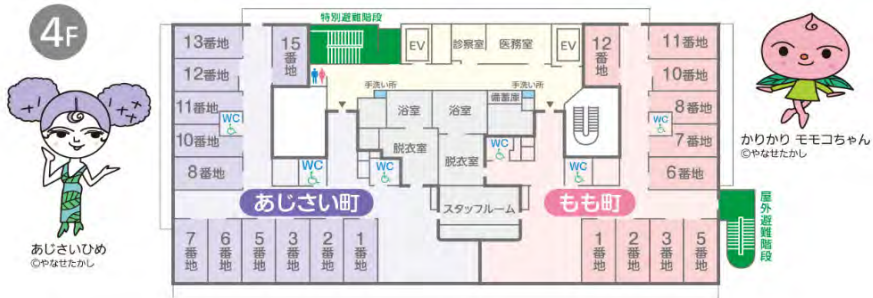 4F
特別避難階段
13番地
15番地
EV
診察室
医務室
EV
12番地
11番地
12番地
10番地
手洗い所
手洗い所
11番地
WC
浴室
浴室
備蓄庫
8番地
WC
10番地
脱衣室
脱衣室
WC
7番地
8番地
WC
WC
WC
6番地
あじさい町
スタッフルーム
もも町
屋外避難階段
7番地
6番地
5番地
3番地
2番地
1番地
1番地
2番地
3番地
5番地
あじさいひめ
©やなせたかし
かりかり モモコちゃん
©やなせたかし